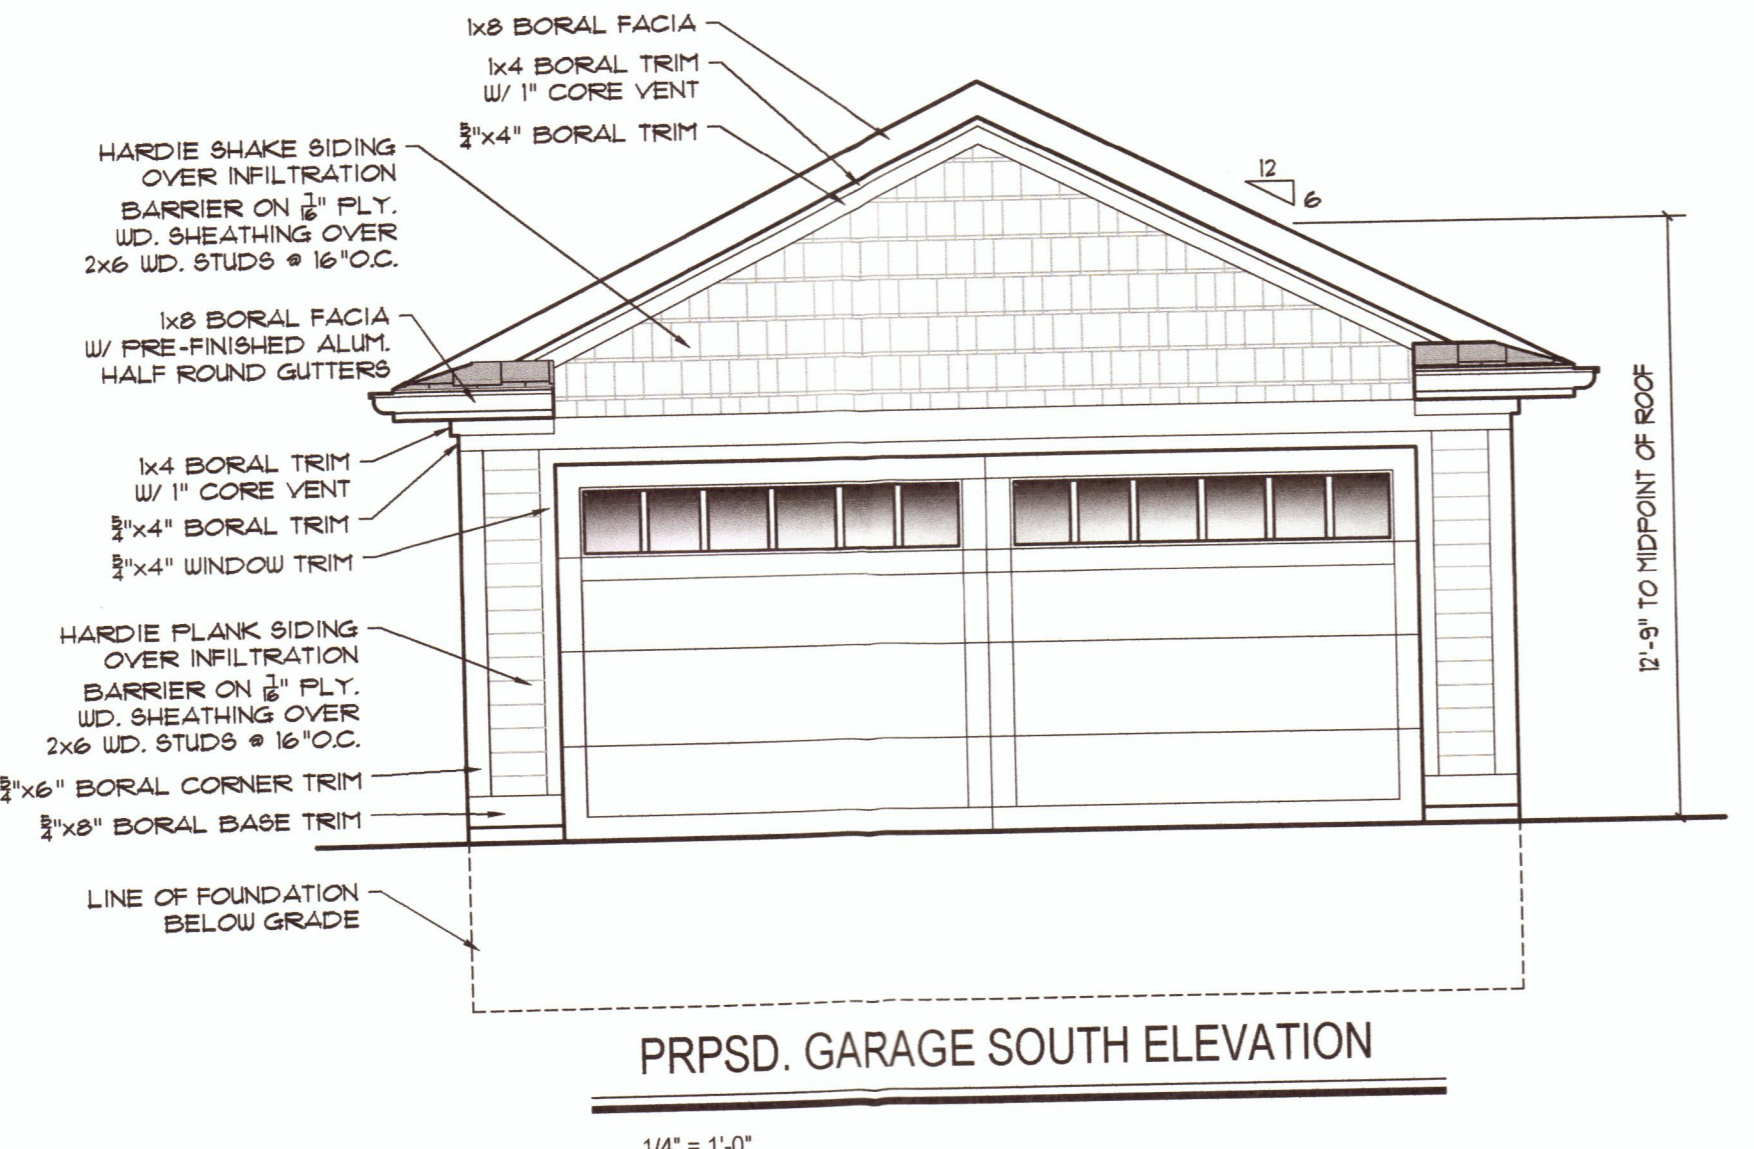 1x8 BORAL FACIA
1x4 BORAL TRIM
W/ 1" CORE VENT
5/4"x4" BORAL TRIM
HARDIE SHAKE SIDING
OVER INFILTRATION
BARRIER ON 7/16" PLY.
WD. SHEATHING OVER
2x6 WD. STUDS @ 16"O.C.
1x8 BORAL FACIA
W/ PRE-FINISHED ALUM.
HALF ROUND GUTTERS
1x4 BORAL TRIM
W/ 1" CORE VENT
5/4"x4" BORAL TRIM
5/4"x4" WINDOW TRIM
HARDIE PLANK SIDING
OVER INFILTRATION
BARRIER ON 7/16" PLY.
WD. SHEATHING OVER
2x6 WD. STUDS @ 16"O.C.
5/4"x6" BORAL CORNER TRIM
5/4"x8" BORAL BASE TRIM
LINE OF FOUNDATION
BELOW GRADE
12
6
12'-9" TO MIDPOINT OF ROOF
PRPSD. GARAGE SOUTH ELEVATION
1/4" = 1'-0"